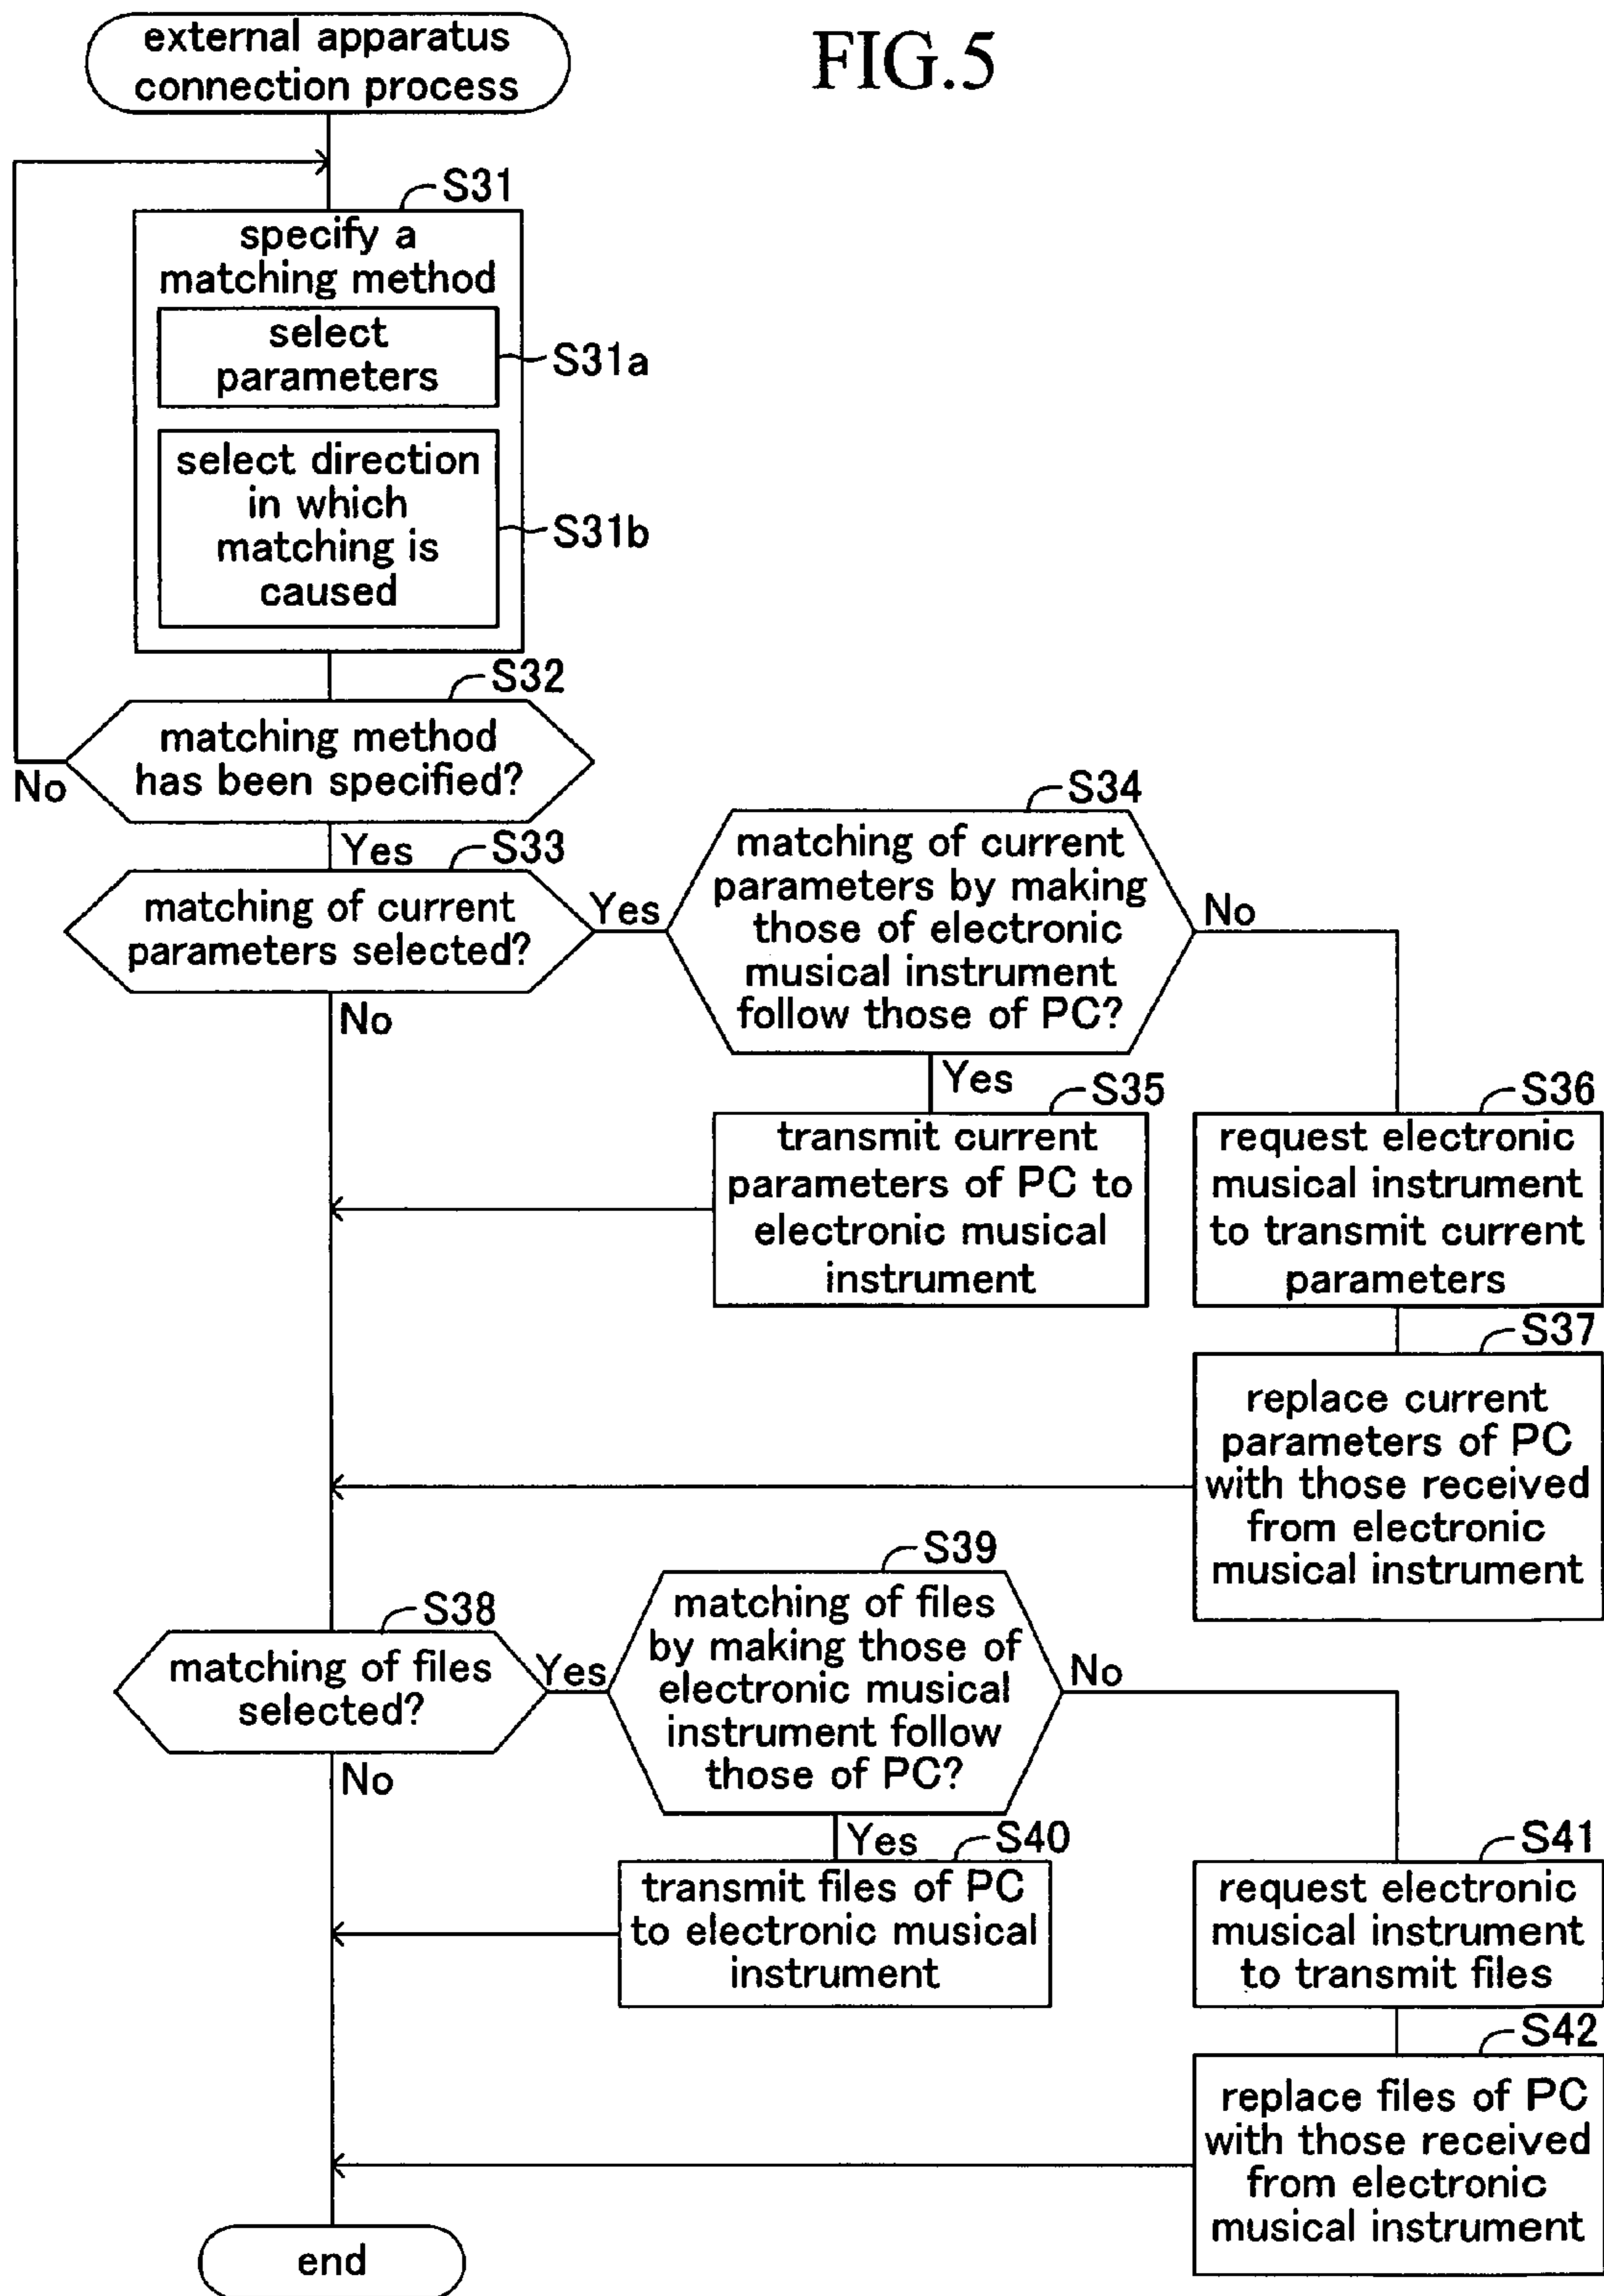 external apparatus
connection process
FIG.5
S31
specify a
matching method
select
parameters
S31a
select direction
in which
matching is
caused
S31b
S32
matching method
has been specified?
No
Yes
S33
matching of current
parameters selected?
Yes
No
S34
matching of current
parameters by making
those of electronic
musical instrument
follow those of PC?
No
Yes
S35
transmit current
parameters of PC to
electronic musical
instrument
S36
request electronic
musical instrument
to transmit current
parameters
S37
replace current
parameters of PC
with those received
from electronic
musical instrument
S38
matching of files
selected?
Yes
No
S39
matching of files
by making those of
electronic musical
instrument follow
those of PC?
No
Yes
S40
transmit files of PC
to electronic musical
instrument
S41
request electronic
musical instrument
to transmit files
S42
replace files of PC
with those received
from electronic
musical instrument
end